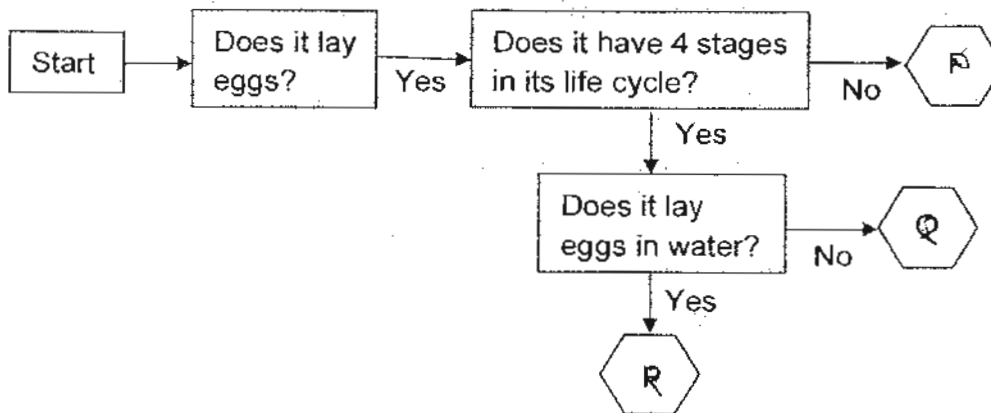 Start
Does it lay
eggs?
Yes
Does it have 4 stages
in its life cycle?
No
P
Yes
Does it lay
eggs in water?
No
Q
Yes
R